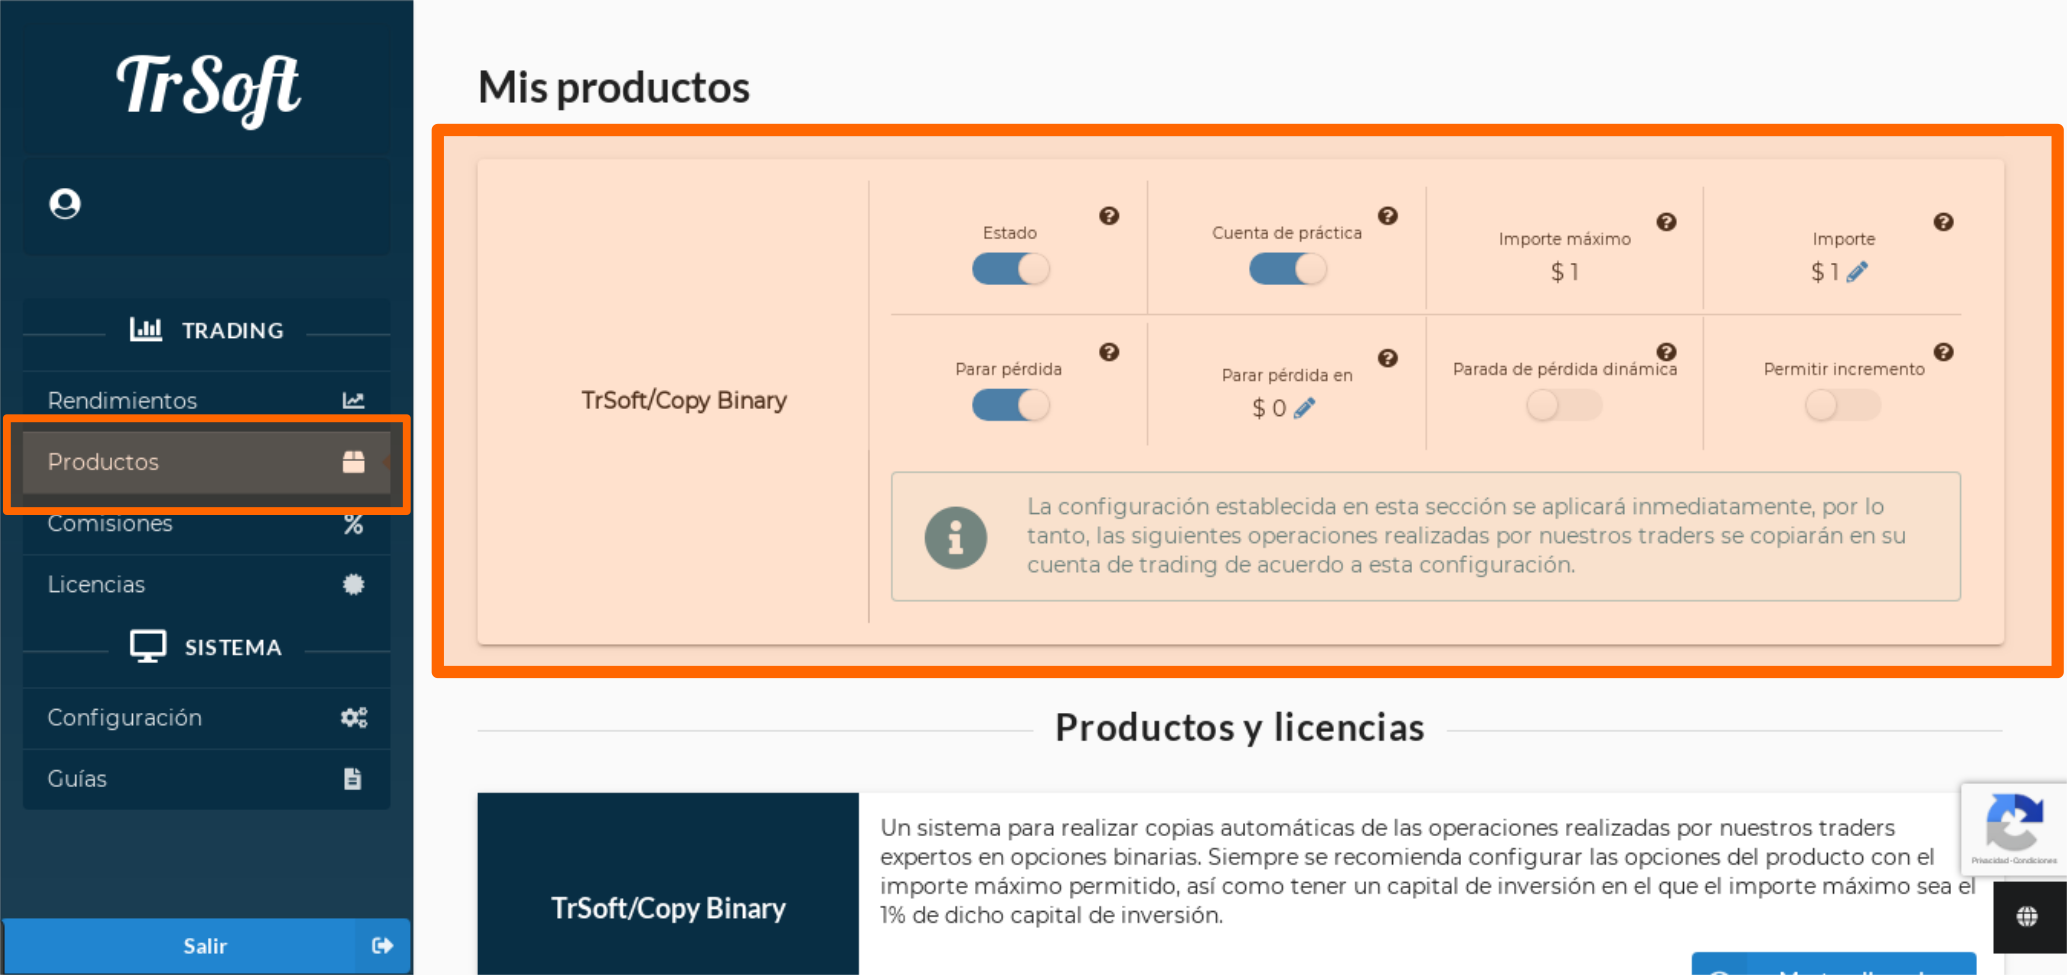 TrSoft
TRADING
Rendimientos
Productos
Comisiones
Licencias
SISTEMA
Configuración
Guías
Salir
Mis productos
TrSoft/Copy Binary
Estado
Cuenta de práctica
Importe máximo
$ 1
Importe
$ 1
Parar pérdida
Parar pérdida en
$ 0
Parada de pérdida dinámica
Permitir incremento
La configuración establecida en esta sección se aplicará inmediatamente, por lo
tanto, las siguientes operaciones realizadas por nuestros traders se copiarán en su
cuenta de trading de acuerdo a esta configuración.
Productos y licencias
TrSoft/Copy Binary
Un sistema para realizar copias automáticas de las operaciones realizadas por nuestros traders
expertos en opciones binarias. Siempre se recomienda configurar las opciones del producto con el
importe máximo permitido, así como tener un capital de inversión en el que el importe máximo sea el
1% de dicho capital de inversión.
Privacidad - Condiciones